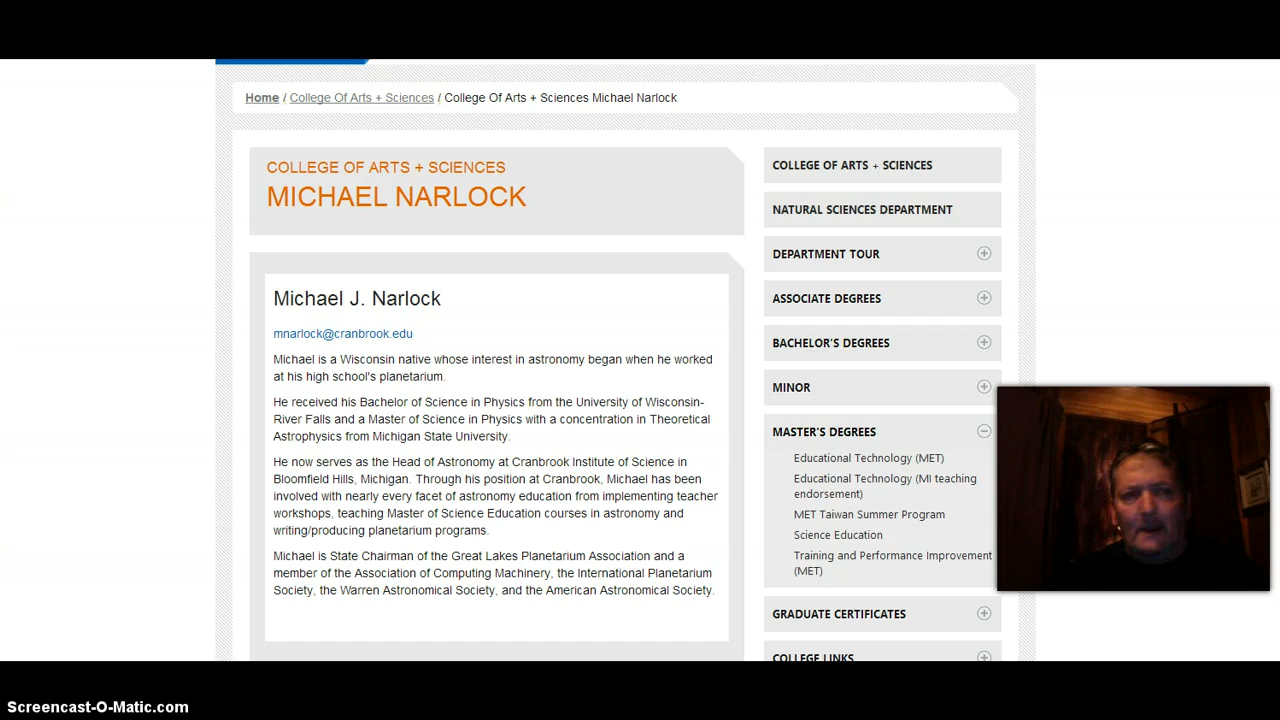 Home / College Of Arts + Sciences / College Of Arts + Sciences Michael Narlock
COLLEGE OF ARTS + SCIENCES
MICHAEL NARLOCK
Michael J. Narlock
mnarlock@cranbrook.edu
Michael is a Wisconsin native whose interest in astronomy began when he worked
at his high school's planetarium.
He received his Bachelor of Science in Physics from the University of Wisconsin-
River Falls and a Master of Science in Physics with a concentration in Theoretical
Astrophysics from Michigan State University.
He now serves as the Head of Astronomy at Cranbrook Institute of Science in
Bloomfield Hills, Michigan. Through his position at Cranbrook, Michael has been
involved with nearly every facet of astronomy education from implementing teacher
workshops, teaching Master of Science Education courses in astronomy and
writing/producing planetarium programs.
Michael is State Chairman of the Great Lakes Planetarium Association and a
member of the Association of Computing Machinery, the International Planetarium
Society, the Warren Astronomical Society, and the American Astronomical Society.
COLLEGE OF ARTS + SCIENCES
NATURAL SCIENCES DEPARTMENT
DEPARTMENT TOUR
ASSOCIATE DEGREES
BACHELOR'S DEGREES
MINOR
MASTER'S DEGREES
Educational Technology (MET)
Educational Technology (MI teaching
endorsement)
MET Taiwan Summer Program
Science Education
Training and Performance Improvement
(MET)
GRADUATE CERTIFICATES
COLLEGE LINKS
Screencast-O-Matic.com